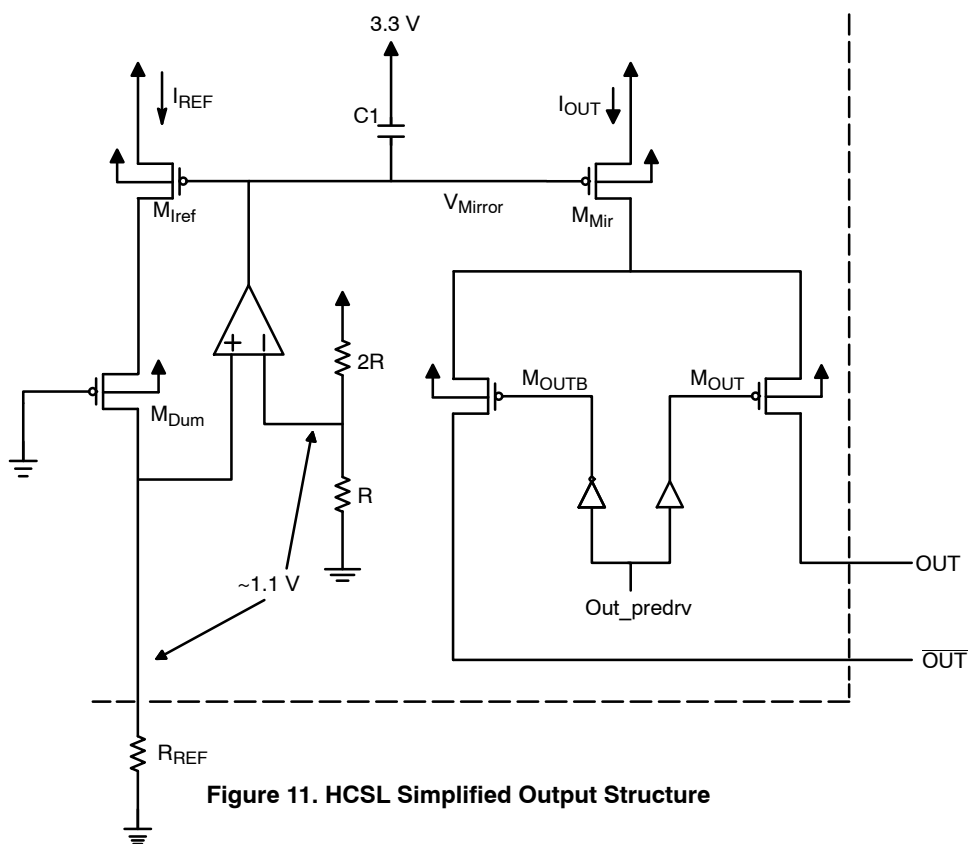 3.3 V
I_REF
C1
I_OUT
M_Iref
V_Mirror
M_Mir
+
–
2R
M_OUTB
M_OUT
M_Dum
R
~1.1 V
Out_predrv
OUT
O̅U̅T̅
R_REF
Figure 11. HCSL Simplified Output Structure